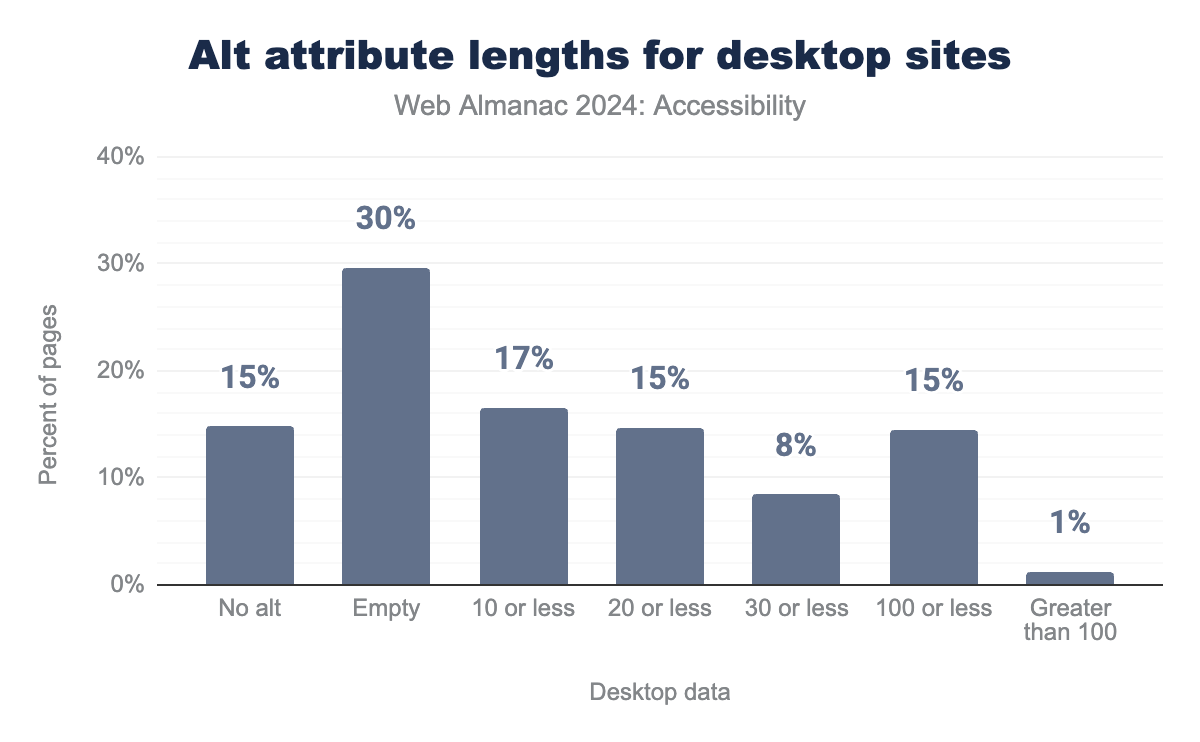 Alt attribute lengths for desktop sites
Web Almanac 2024: Accessibility
Percent of pages
40%
30%
20%
10%
0%
15%
30%
17%
15%
8%
15%
1%
No alt
Empty
10 or less
20 or less
30 or less
100 or less
Greater
than 100
Desktop data